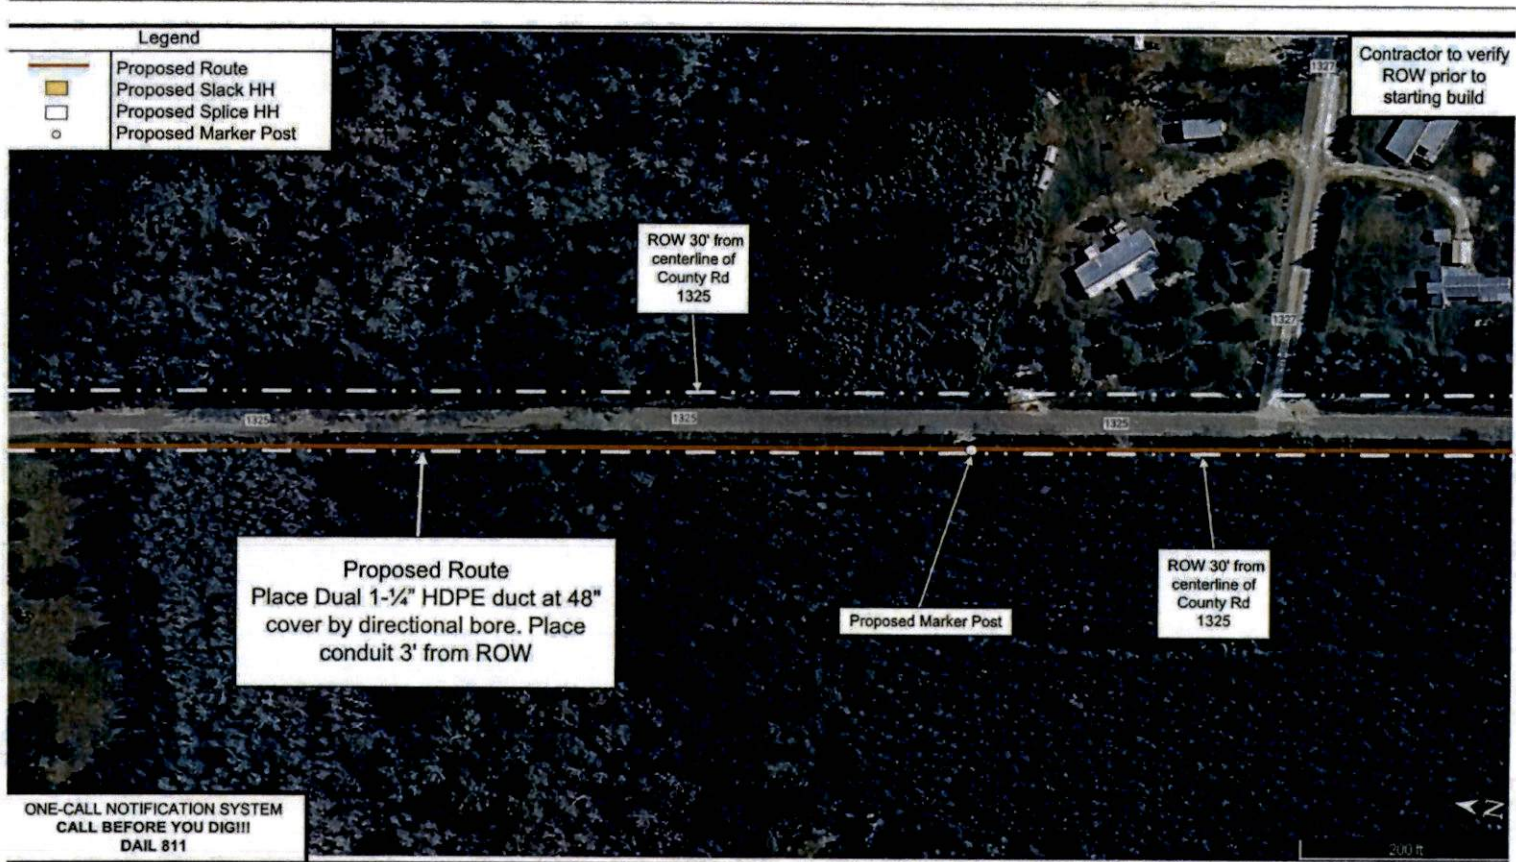 Legend
Proposed Route
Proposed Slack HH
Proposed Splice HH
Proposed Marker Post
Contractor to verify
ROW prior to
starting build
1327
ROW 30' from
centerline of
County Rd
1325
1327
1325
1325
1325
Proposed Route
Place Dual 1-¼" HDPE duct at 48"
cover by directional bore. Place
conduit 3' from ROW
Proposed Marker Post
ROW 30' from
centerline of
County Rd
1325
ONE-CALL NOTIFICATION SYSTEM
CALL BEFORE YOU DIG!!!
DAIL 811
N
200 ft